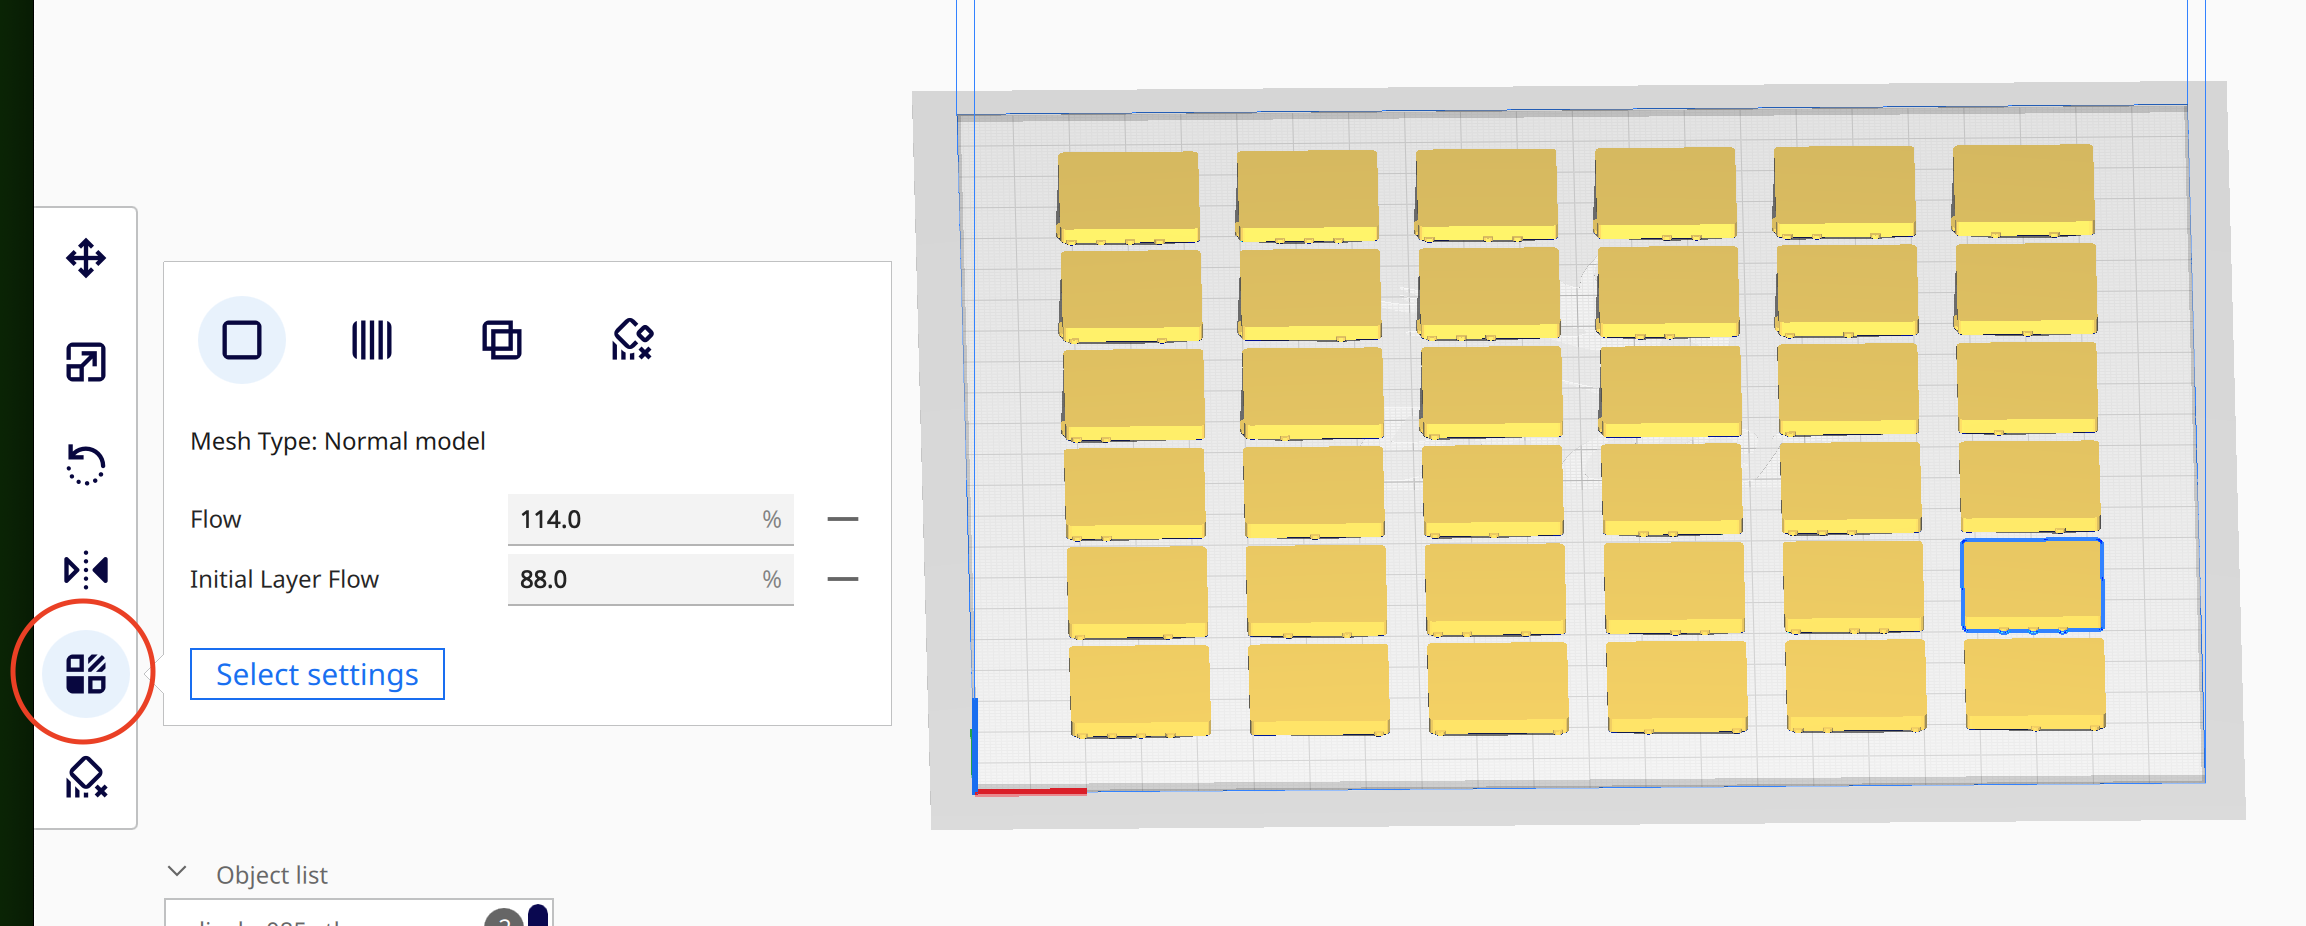 Mesh Type: Normal model
Flow 114.0 %
Initial Layer Flow 88.0 %
Select settings
Object list